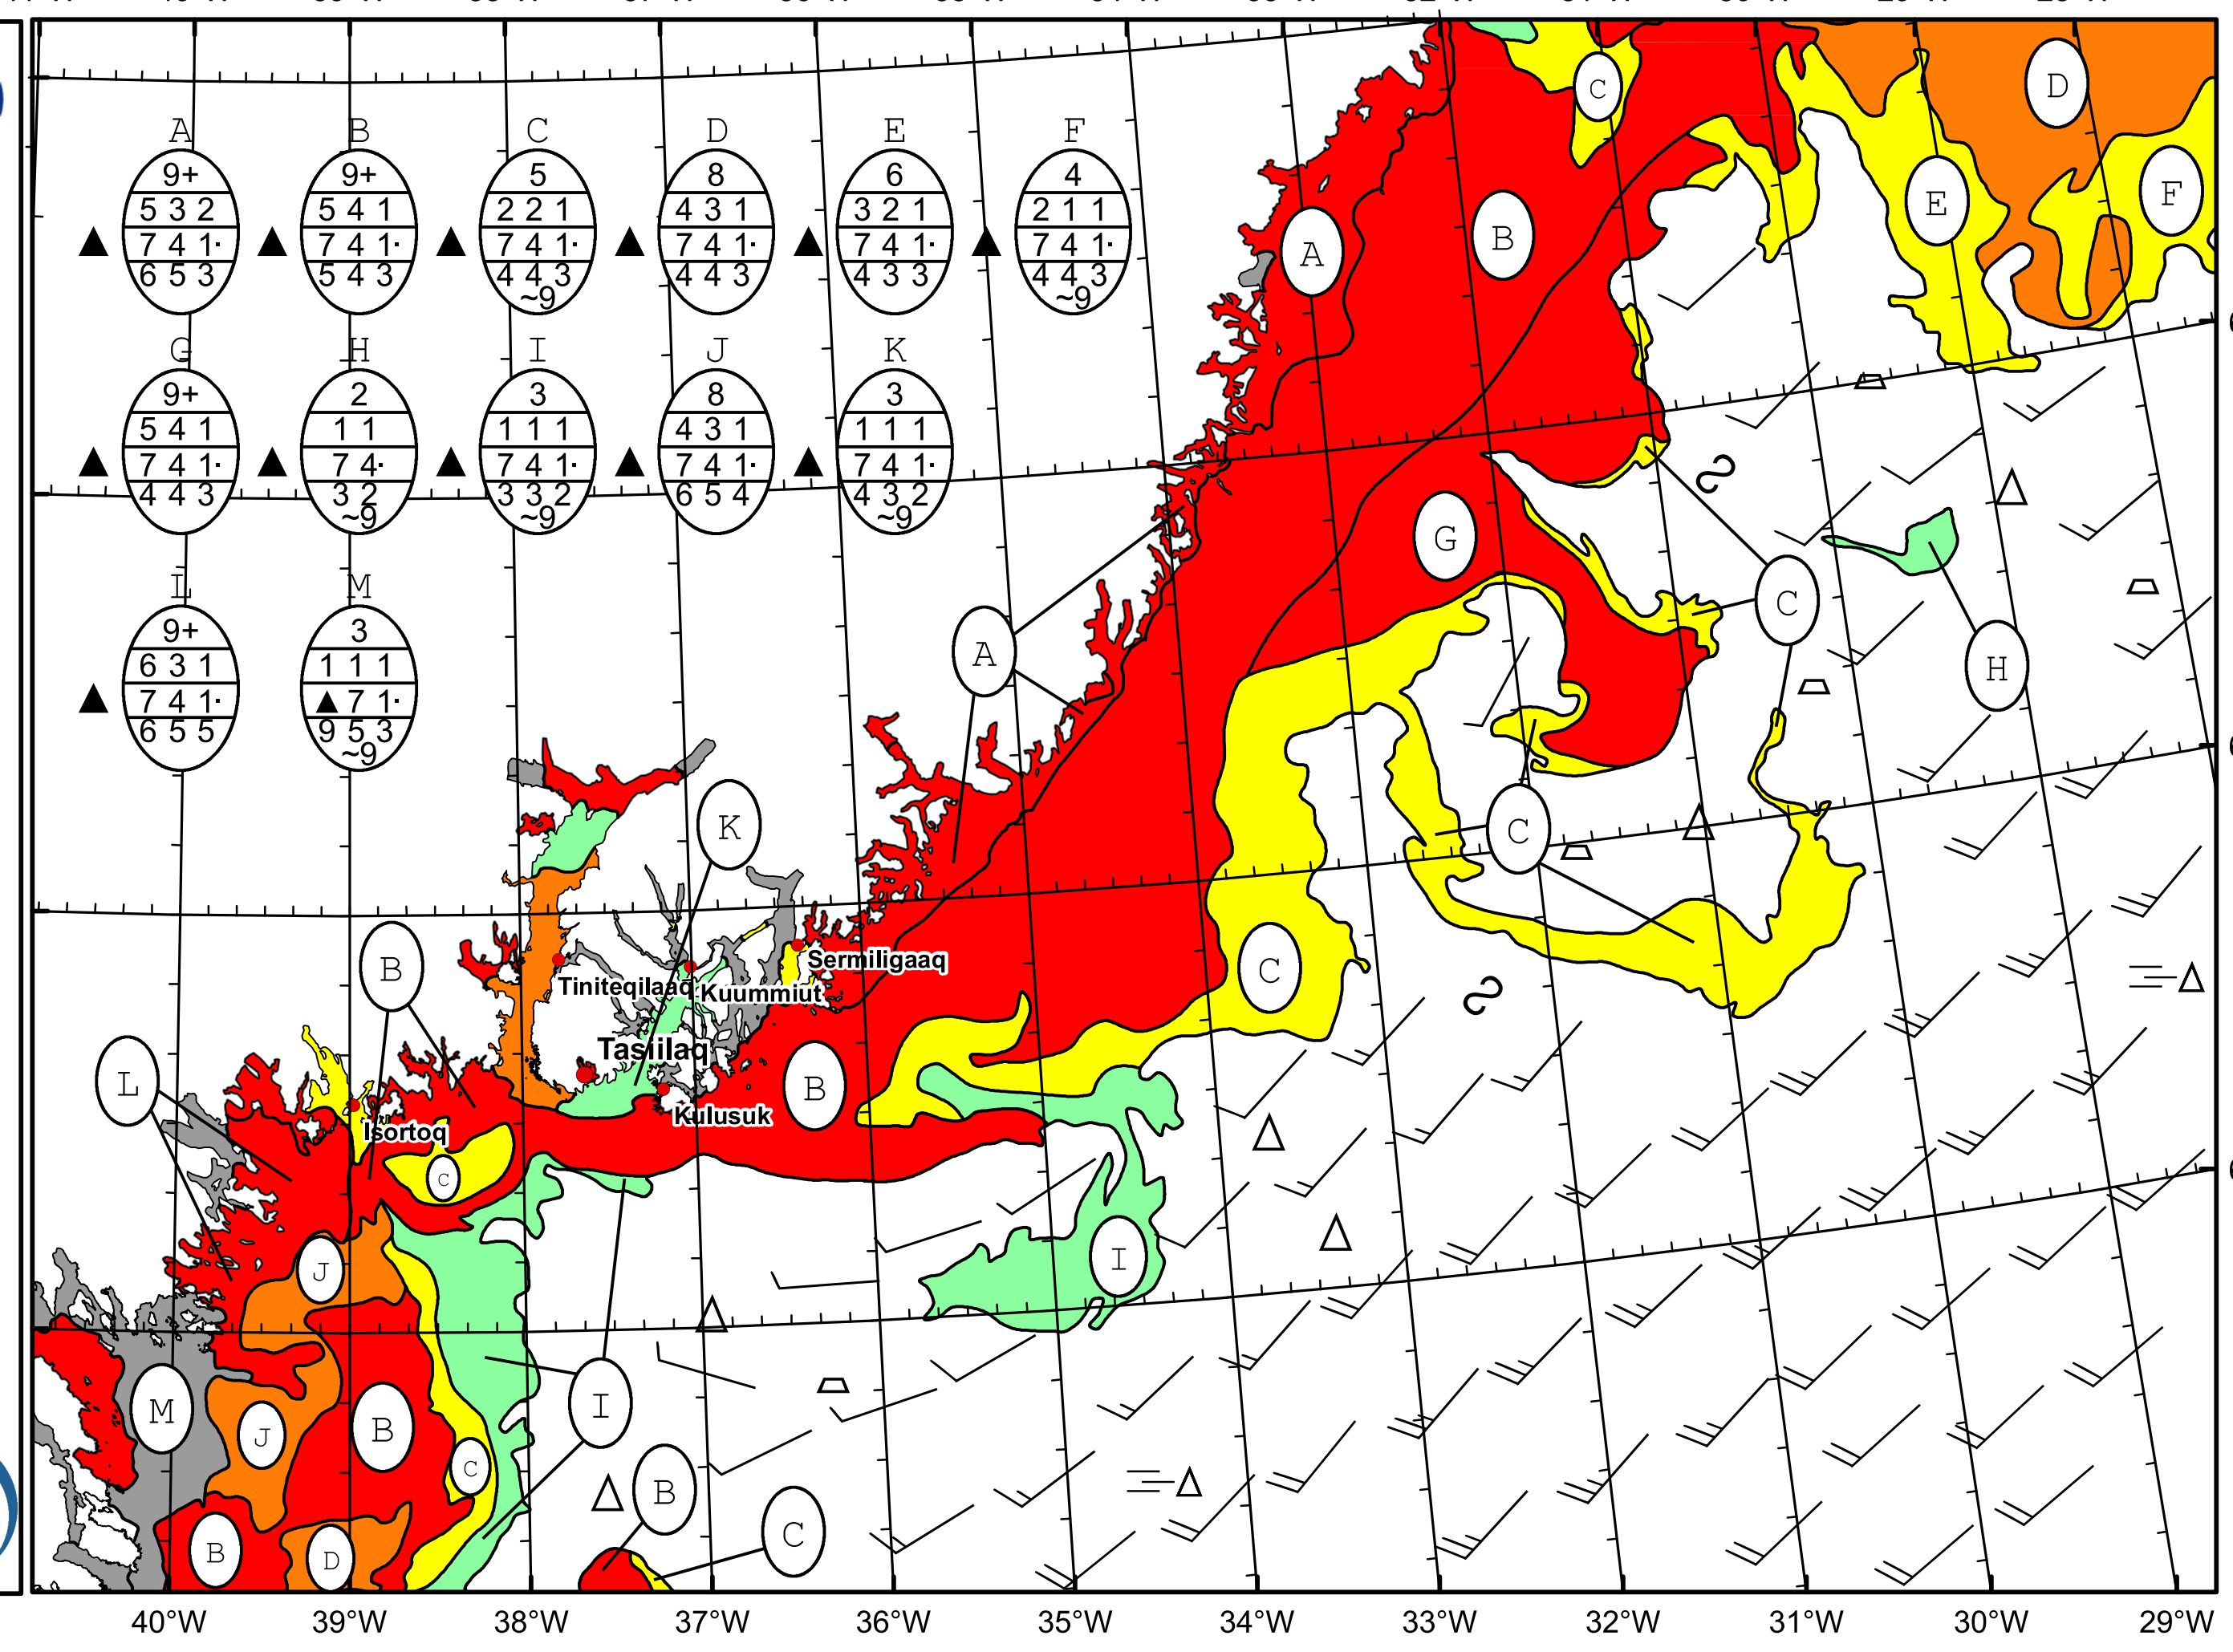 A B C D E F
9+ 9+ 5 8 6 4
5 3 2 5 4 1 2 2 1 4 3 1 3 2 1 2 1 1
7 4 1· 7 4 1· 7 4 1· 7 4 1· 7 4 1· 7 4 1·
6 5 3 5 4 3 4 4 3 4 4 3 4 3 3 4 4 3
~9 ~9
G H I J K
9+ 2 3 8 3
5 4 1 1 1 1 1 1 4 3 1 1 1 1
7 4 1· 7 4· 7 4 1· 7 4 1· 7 4 1·
4 4 3 3 2 3 3 2 6 5 4 4 3 2
~9 ~9 ~9
L M
9+ 3
6 3 1 1 1 1
7 4 1· ▲ 7 1·
6 5 5 9 5 3
~9
C
D
E
F
A
B
G
C
H
A
K
C
B
C
Sermiligaaq
Tiniteqilaaq
Kuummiut
Tasiilaq
L
B
Kulusuk
Isortoq
C
I
J
M
J
B
C
I
B
C
B
D
40°W 39°W 38°W 37°W 36°W 35°W 34°W 33°W 32°W 31°W 30°W 29°W